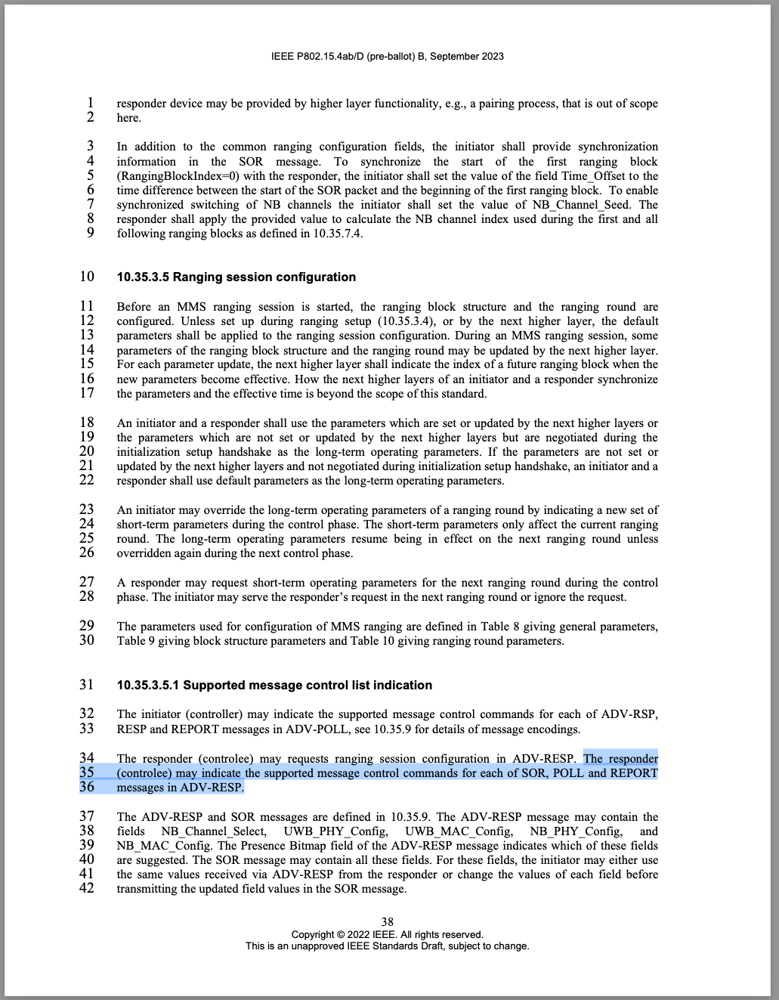 IEEE P802.15.4ab/D (pre-ballot) B, September 2023
1 responder device may be provided by higher layer functionality, e.g., a pairing process, that is out of scope
2 here.
3 In addition to the common ranging configuration fields, the initiator shall provide synchronization
4 information in the SOR message. To synchronize the start of the first ranging block
5 (RangingBlockIndex=0) with the responder, the initiator shall set the value of the field Time_Offset to the
6 time difference between the start of the SOR packet and the beginning of the first ranging block. To enable
7 synchronized switching of NB channels the initiator shall set the value of NB_Channel_Seed. The
8 responder shall apply the provided value to calculate the NB channel index used during the first and all
9 following ranging blocks as defined in 10.35.7.4.
10 10.35.3.5 Ranging session configuration
11 Before an MMS ranging session is started, the ranging block structure and the ranging round are
12 configured. Unless set up during ranging setup (10.35.3.4), or by the next higher layer, the default
13 parameters shall be applied to the ranging session configuration. During an MMS ranging session, some
14 parameters of the ranging block structure and the ranging round may be updated by the next higher layer.
15 For each parameter update, the next higher layer shall indicate the index of a future ranging block when the
16 new parameters become effective. How the next higher layers of an initiator and a responder synchronize
17 the parameters and the effective time is beyond the scope of this standard.
18 An initiator and a responder shall use the parameters which are set or updated by the next higher layers or
19 the parameters which are not set or updated by the next higher layers but are negotiated during the
20 initialization setup handshake as the long-term operating parameters. If the parameters are not set or
21 updated by the next higher layers and not negotiated during initialization setup handshake, an initiator and a
22 responder shall use default parameters as the long-term operating parameters.
23 An initiator may override the long-term operating parameters of a ranging round by indicating a new set of
24 short-term parameters during the control phase. The short-term parameters only affect the current ranging
25 round. The long-term operating parameters resume being in effect on the next ranging round unless
26 overridden again during the next control phase.
27 A responder may request short-term operating parameters for the next ranging round during the control
28 phase. The initiator may serve the responder’s request in the next ranging round or ignore the request.
29 The parameters used for configuration of MMS ranging are defined in Table 8 giving general parameters,
30 Table 9 giving block structure parameters and Table 10 giving ranging round parameters.
31 10.35.3.5.1 Supported message control list indication
32 The initiator (controller) may indicate the supported message control commands for each of ADV-RSP,
33 RESP and REPORT messages in ADV-POLL, see 10.35.9 for details of message encodings.
34 The responder (controlee) may requests ranging session configuration in ADV-RESP. The responder
35 (controlee) may indicate the supported message control commands for each of SOR, POLL and REPORT
36 messages in ADV-RESP.
37 The ADV-RESP and SOR messages are defined in 10.35.9. The ADV-RESP message may contain the
38 fields NB_Channel_Select, UWB_PHY_Config, UWB_MAC_Config, NB_PHY_Config, and
39 NB_MAC_Config. The Presence Bitmap field of the ADV-RESP message indicates which of these fields
40 are suggested. The SOR message may contain all these fields. For these fields, the initiator may either use
41 the same values received via ADV-RESP from the responder or change the values of each field before
42 transmitting the updated field values in the SOR message.
38
Copyright © 2022 IEEE. All rights reserved.
This is an unapproved IEEE Standards Draft, subject to change.